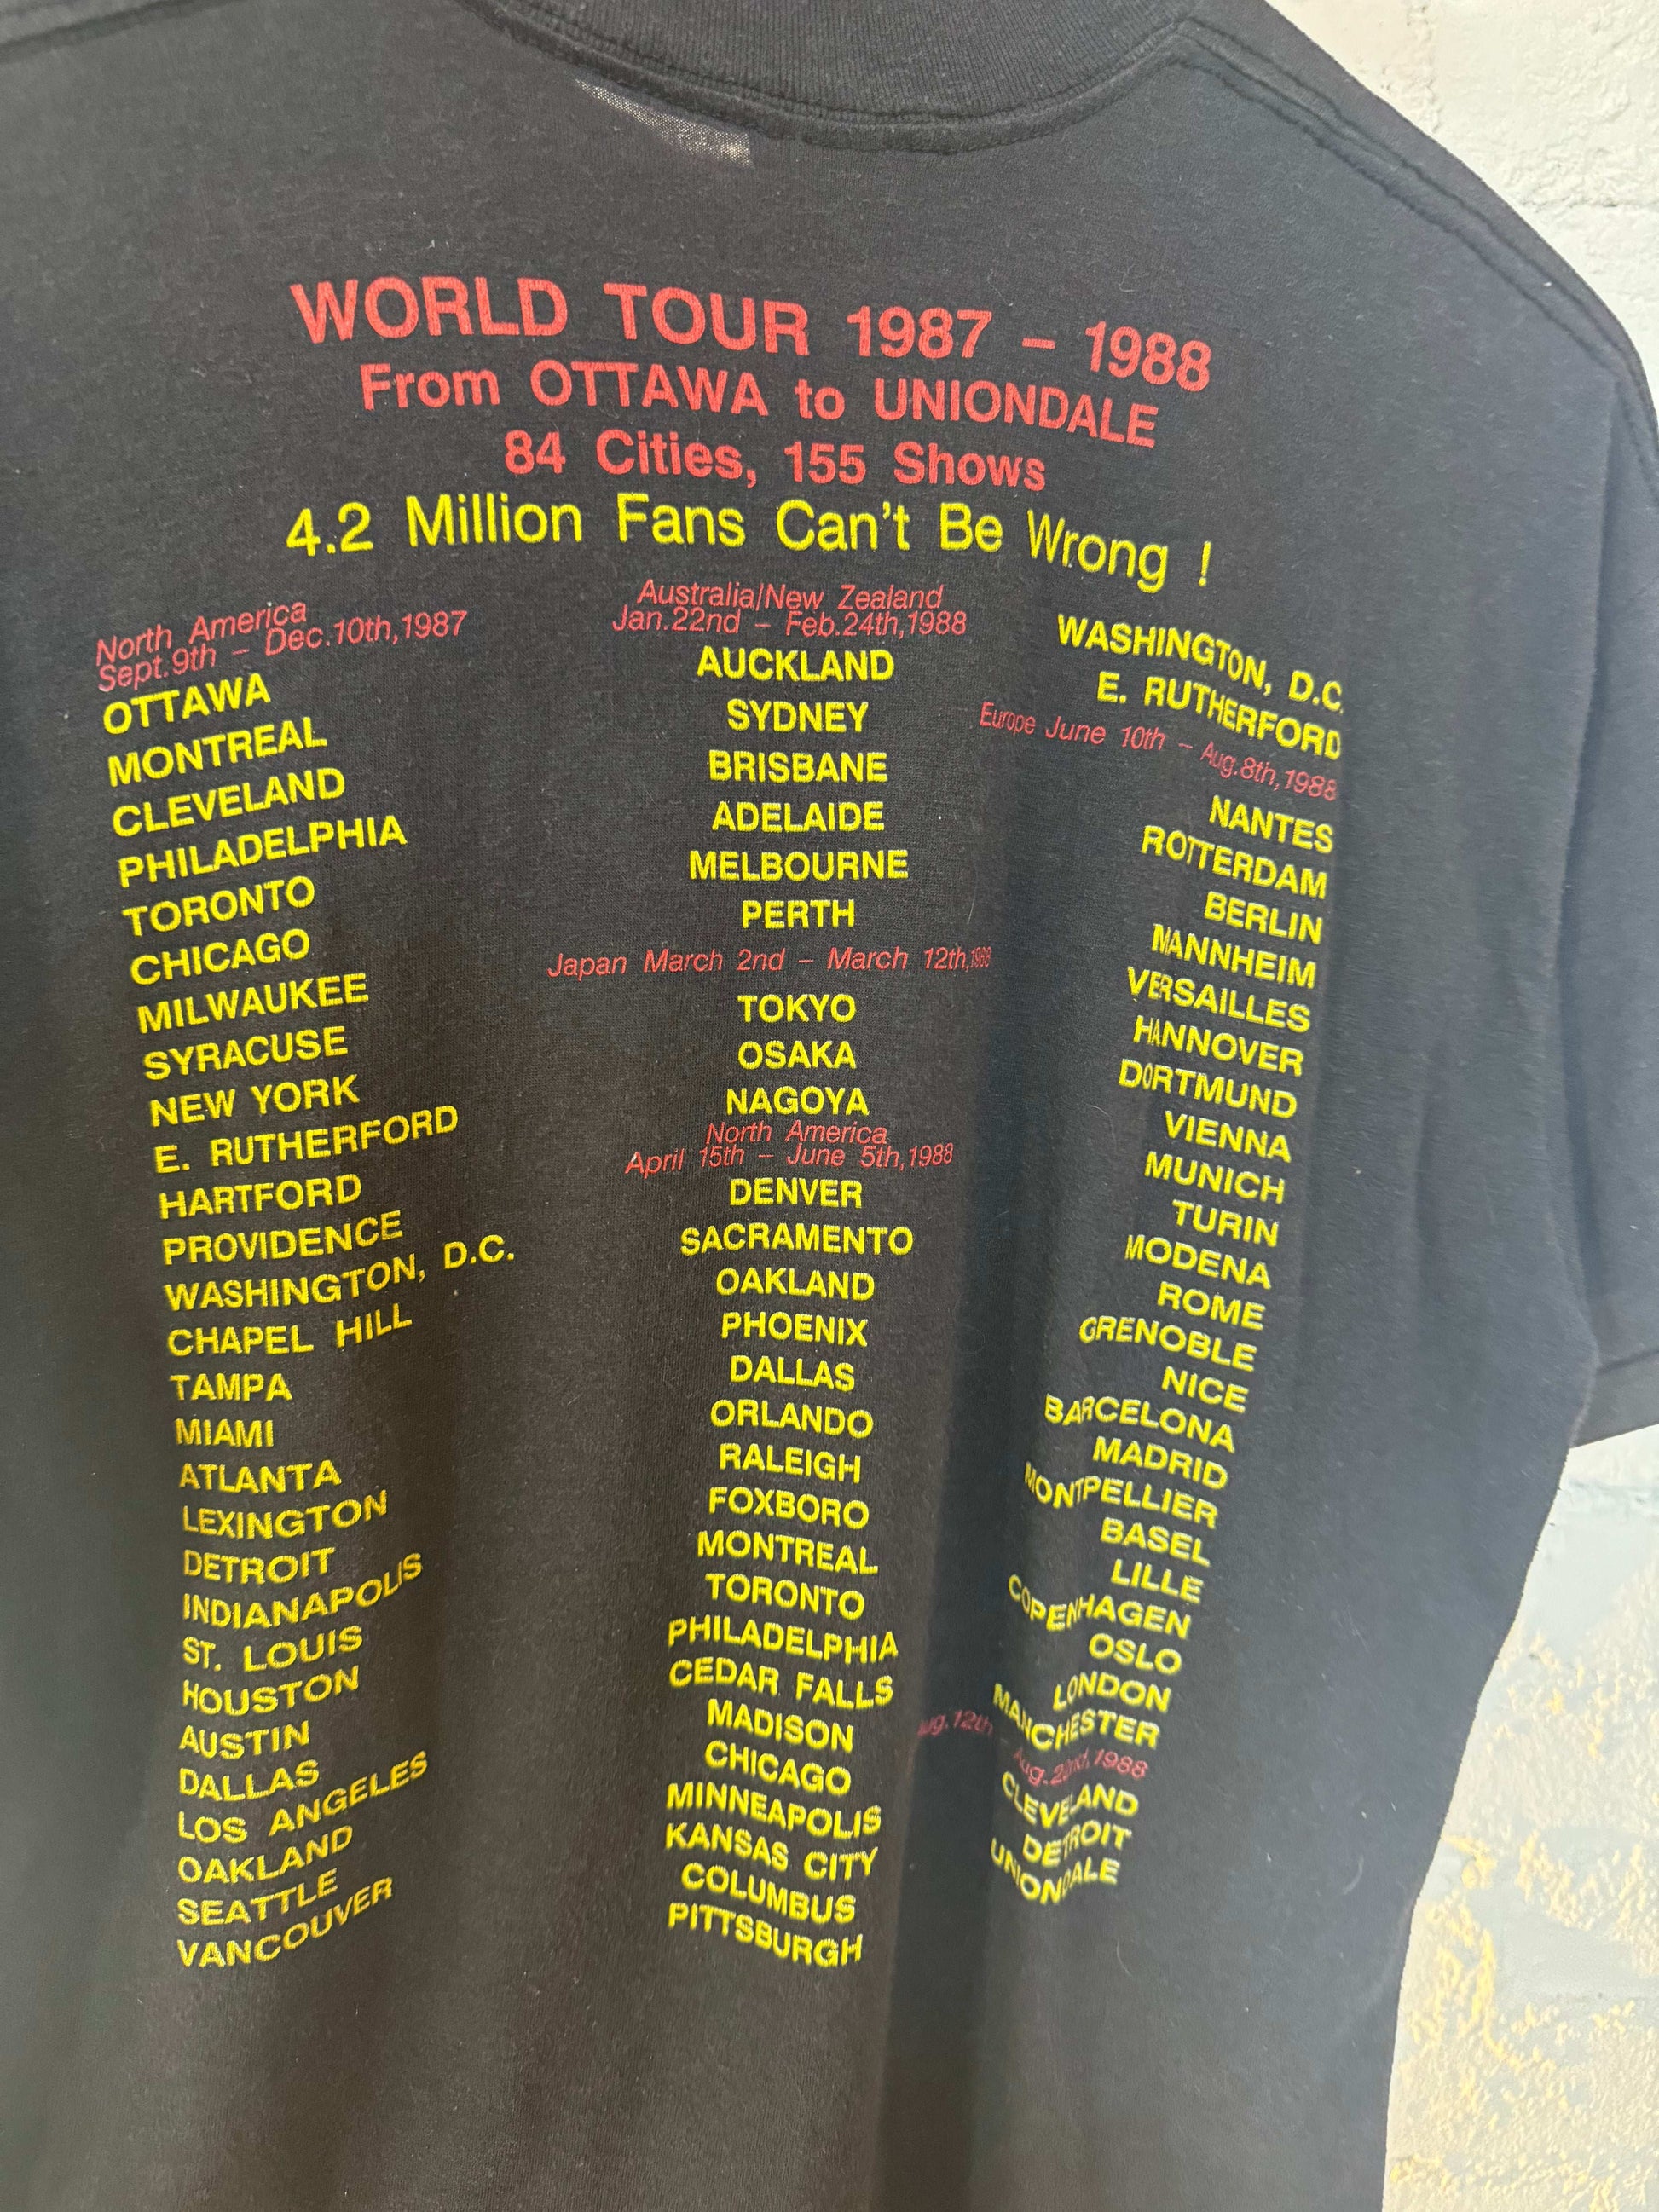 WORLD TOUR 1987 – 1988
From OTTAWA to UNIONDALE
84 Cities, 155 Shows
4.2 Million Fans Can't Be Wrong !
North America
Sept.9th – Dec.10th,1987
OTTAWA
MONTREAL
CLEVELAND
PHILADELPHIA
TORONTO
CHICAGO
MILWAUKEE
SYRACUSE
NEW YORK
E. RUTHERFORD
HARTFORD
PROVIDENCE
WASHINGTON, D.C.
CHAPEL HILL
TAMPA
MIAMI
ATLANTA
LEXINGTON
DETROIT
INDIANAPOLIS
ST. LOUIS
HOUSTON
AUSTIN
DALLAS
LOS ANGELES
OAKLAND
SEATTLE
VANCOUVER
Australia/New Zealand
Jan.22nd – Feb.24th,1988
AUCKLAND
SYDNEY
BRISBANE
ADELAIDE
MELBOURNE
PERTH
Japan March 2nd – March 12th,1988
TOKYO
OSAKA
NAGOYA
North America
April 15th – June 5th,1988
DENVER
SACRAMENTO
OAKLAND
PHOENIX
DALLAS
ORLANDO
RALEIGH
FOXBORO
MONTREAL
TORONTO
PHILADELPHIA
CEDAR FALLS
MADISON
CHICAGO
MINNEAPOLIS
KANSAS CITY
COLUMBUS
PITTSBURGH
WASHINGTON, D.C.
E. RUTHERFORD
Europe June 10th – Aug.8th,1988
NANTES
ROTTERDAM
BERLIN
MANNHEIM
VERSAILLES
HANNOVER
DORTMUND
VIENNA
MUNICH
TURIN
MODENA
ROME
GRENOBLE
NICE
BARCELONA
MADRID
MONTPELLIER
BASEL
LILLE
COPENHAGEN
OSLO
LONDON
MANCHESTER
Aug.12th – Aug.22nd,1988
CLEVELAND
DETROIT
UNIONDALE